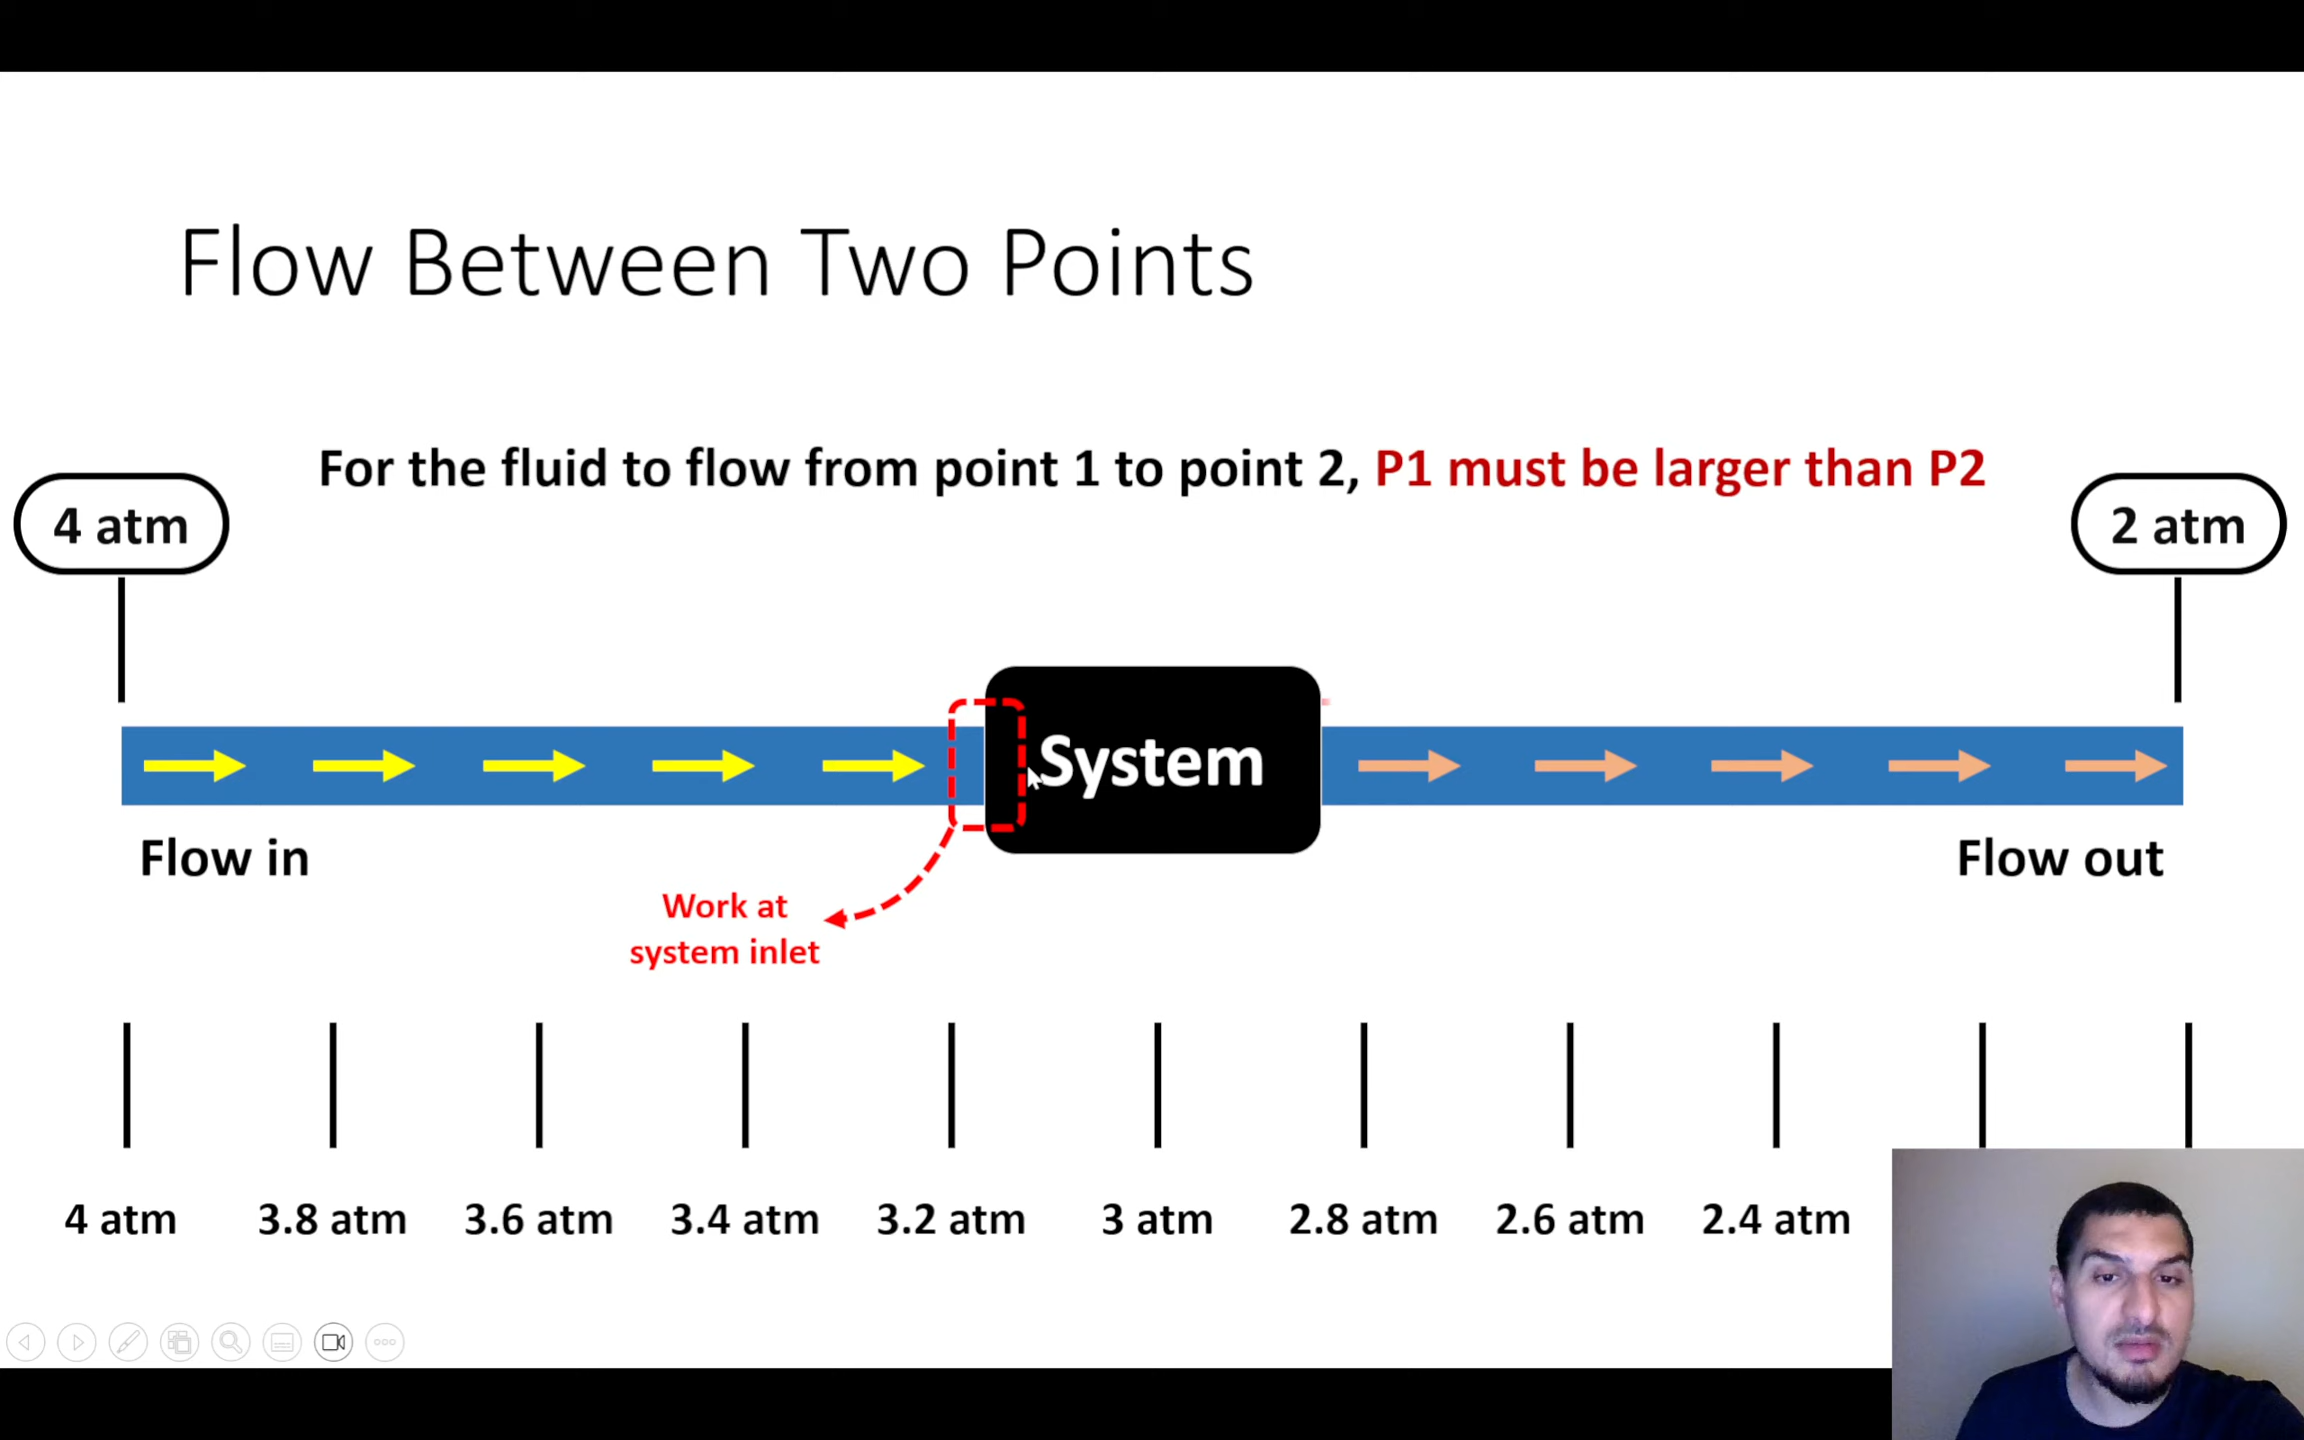 Flow Between Two Points
For the fluid to flow from point 1 to point 2, P1 must be larger than P2
4 atm
2 atm
System
Flow in
Flow out
Work at
system inlet
4 atm
3.8 atm
3.6 atm
3.4 atm
3.2 atm
3 atm
2.8 atm
2.6 atm
2.4 atm